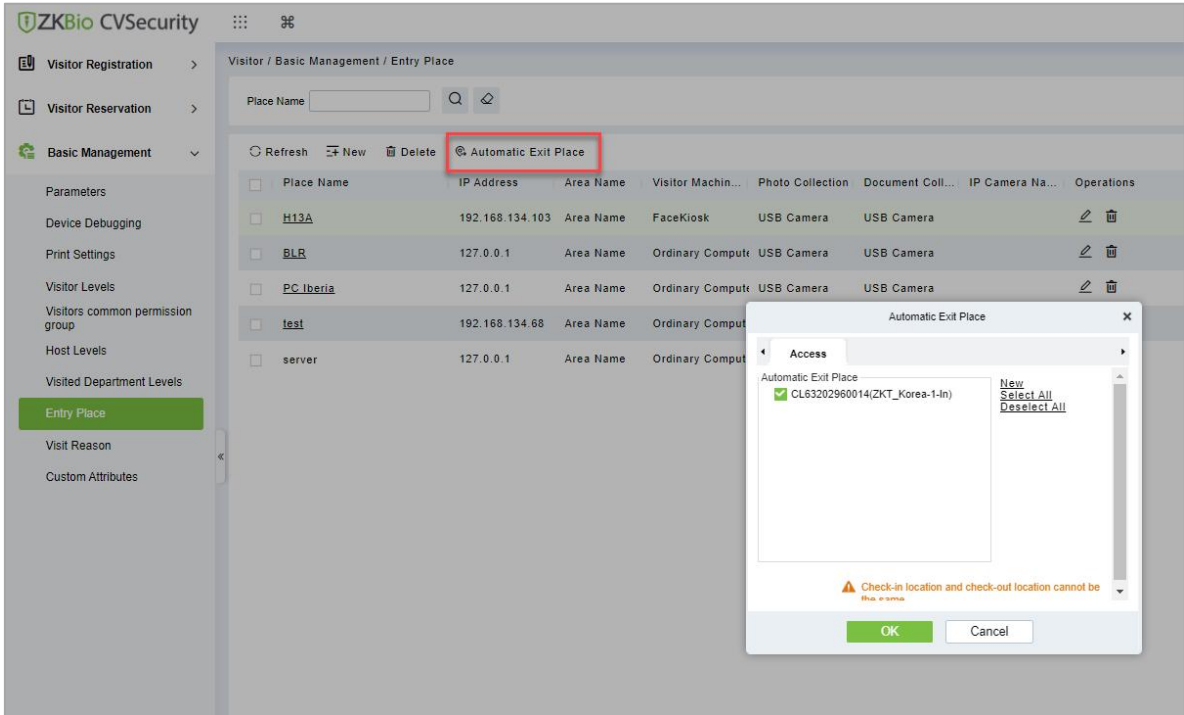 ZKBio CVSecurity
Visitor Registration
Visitor Reservation
Basic Management
Parameters
Device Debugging
Print Settings
Visitor Levels
Visitors common permission
group
Host Levels
Visited Department Levels
Entry Place
Visit Reason
Custom Attributes
Visitor / Basic Management / Entry Place
Place Name
Refresh New Delete Automatic Exit Place
Place Name IP Address Area Name Visitor Machin... Photo Collection Document Coll... IP Camera Na... Operations
H13A 192.168.134.103 Area Name FaceKiosk USB Camera USB Camera
BLR 127.0.0.1 Area Name Ordinary Compute USB Camera USB Camera
PC Iberia 127.0.0.1 Area Name Ordinary Compute USB Camera USB Camera
test 192.168.134.68 Area Name Ordinary Comput
server 127.0.0.1 Area Name Ordinary Comput
Automatic Exit Place
Access
Automatic Exit Place
CL63202960014(ZKT_Korea-1-In)
New
Select All
Deselect All
Check-in location and check-out location cannot be
the same
OK Cancel